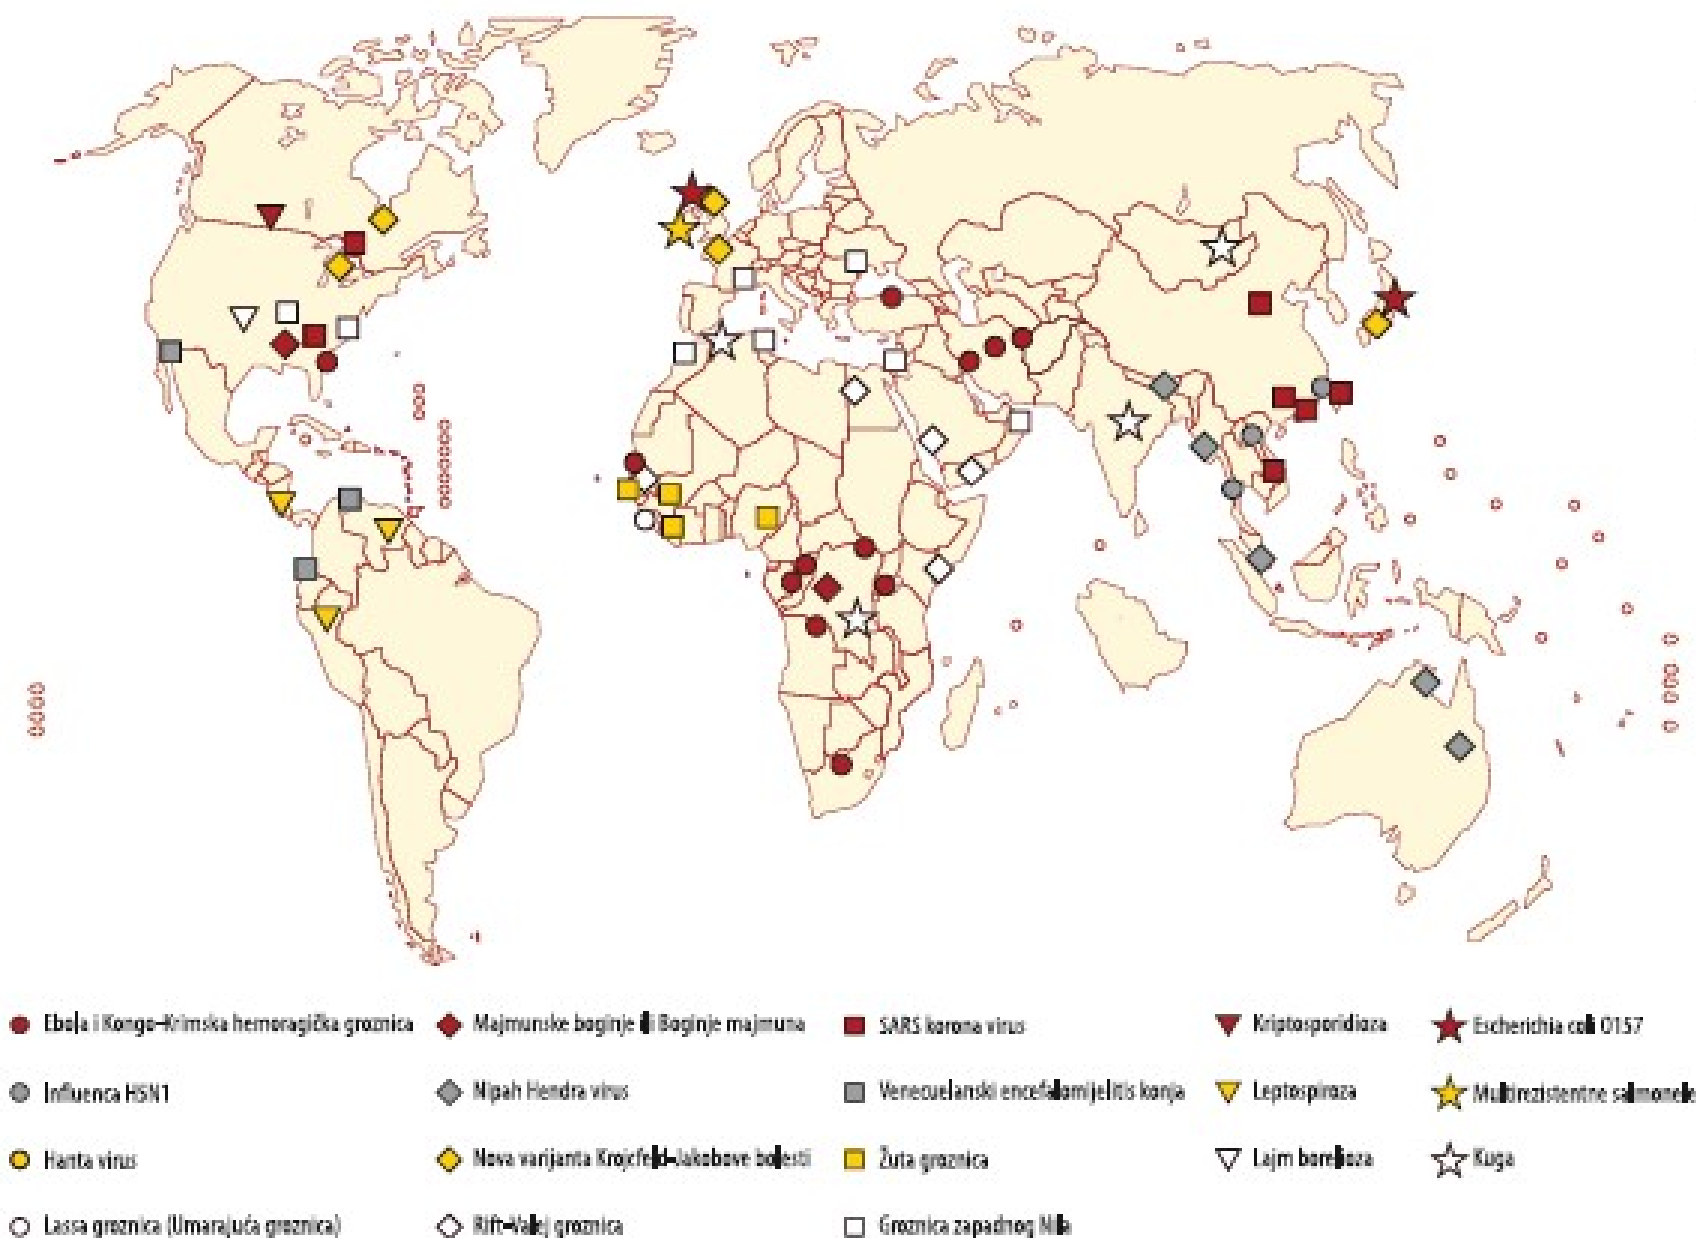 Ebola i Kongo-Krimska hemoragička groznica
Majmunske boginje ili Boginje majmuna
SARS korona virus
Kriptosporidioza
Escherichia coli O157
Influenca H5N1
Nipah Hendra virus
Venecuelanski encefalomijelitis konja
Leptospiroza
Multirezistentne salmonele
Hanta virus
Nova varijanta Krojcfeld-Jakobove bolesti
Žuta groznica
Lajm borelioza
Kuga
Lassa groznica (Umarajuća groznica)
Rift-Valej groznica
Groznica zapadnog Nila